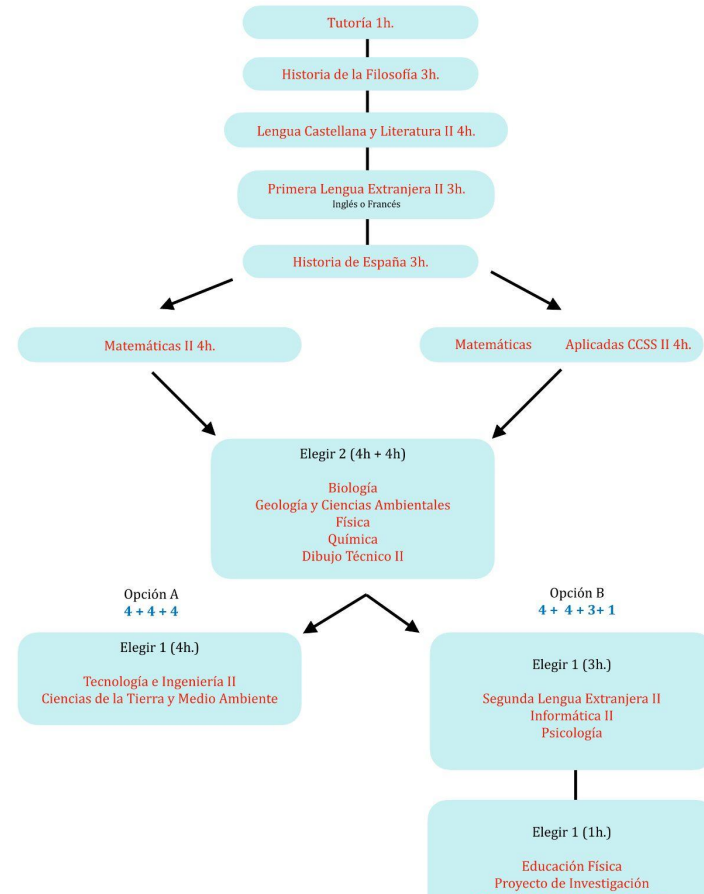 Tutoría 1h.
Historia de la Filosofía 3h.
Lengua Castellana y Literatura II 4h.
Primera Lengua Extranjera II 3h.
Inglés o Francés
Historia de España 3h.
Matemáticas II 4h.
Matemáticas Aplicadas CCSS II 4h.
Elegir 2 (4h + 4h)
Biología
Geología y Ciencias Ambientales
Física
Química
Dibujo Técnico II
Opción A
4 + 4 + 4
Elegir 1 (4h.)
Tecnología e Ingeniería II
Ciencias de la Tierra y Medio Ambiente
Opción B
4 + 4 + 3+ 1
Elegir 1 (3h.)
Segunda Lengua Extranjera II
Informática II
Psicología
Elegir 1 (1h.)
Educación Física
Proyecto de Investigación